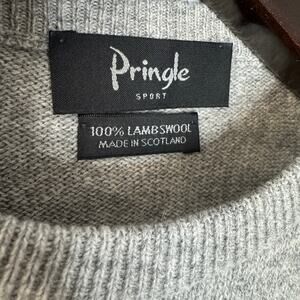 Pringle
SPORT
100% LAMBSWOOL
MADE IN SCOTLAND